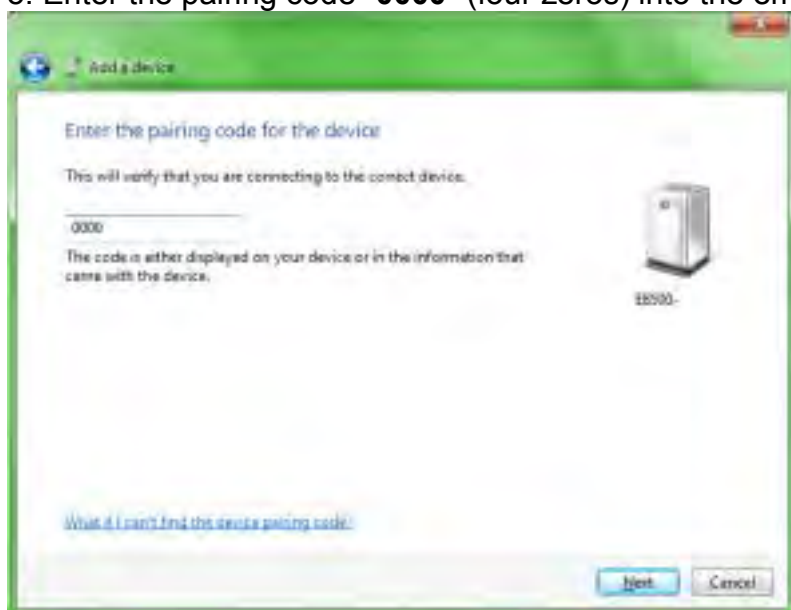 Enter the pairing code "0000" (four zeros) into the
Add a device
Enter the pairing code for the device
This will verify that you are connecting to the correct device.
0000
The code is either displayed on your device or in the information that
came with the device.
EB500-
What if I can't find the device pairing code?
Next
Cancel